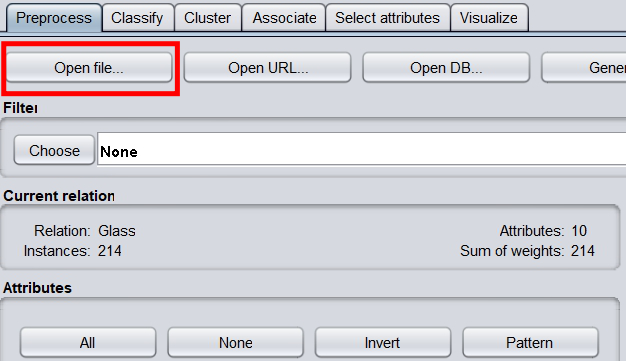 Preprocess Classify Cluster Associate Select attributes Visualize
Open file... Open URL... Open DB... Gener
Filter
Choose None
Current relation
Relation: Glass Attributes: 10
Instances: 214 Sum of weights: 214
Attributes
All None Invert Pattern